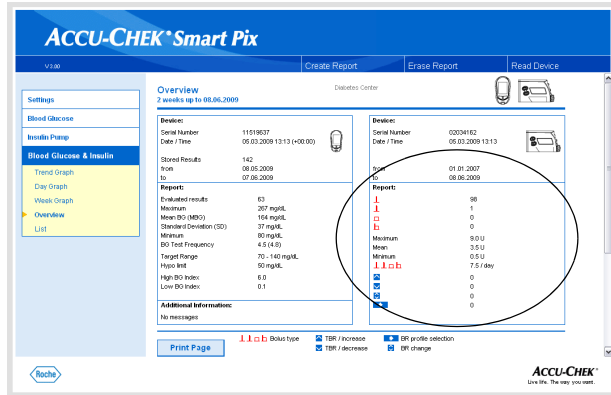 ACCU-CHEK® Smart Pix
V 3.00
Create Report
Erase Report
Read Device
Settings
Blood Glucose
Insulin Pump
Blood Glucose & Insulin
Trend Graph
Day Graph
Week Graph
Overview
List
Overview
2 weeks up to 08.06.2009
Diabetes Center
Device:
Serial Number 11519637
Date / Time 05.03.2009 13:13 (+00:00)
Stored Results 142
from 08.05.2009
to 07.06.2009
Report:
Evaluated results 63
Maximum 267 mg/dL
Mean BG (MBG) 164 mg/dL
Standard Deviation (SD) 37 mg/dL
Minimum 80 mg/dL
BG Test Frequency 4.5 (4.8)
Target Range 70 - 140 mg/dL
Hypo limit 50 mg/dL
High BG Index 6.0
Low BG Index 0.1
Additional Information:
No messages
Device:
Serial Number 02034162
Date / Time 05.03.2009 13:13
from 01.01.2007
to 08.06.2009
Report:
98
1
0
0
Maximum 9.0 U
Mean 3.5 U
Minimum 0.5 U
7.5 / day
0
0
0
0
Print Page
Bolus type
TBR / increase
BR profile selection
TBR / decrease
BR change
Roche
ACCU-CHEK®
Live life. The way you want.